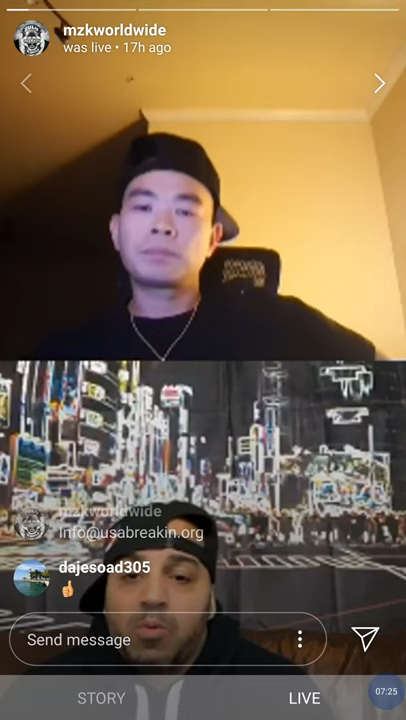 mzkworldwide
was live • 17h ago
mzkworldwide
Info@usabreakin.org
dajesoad305
👍
Send message
STORY
LIVE
07:25